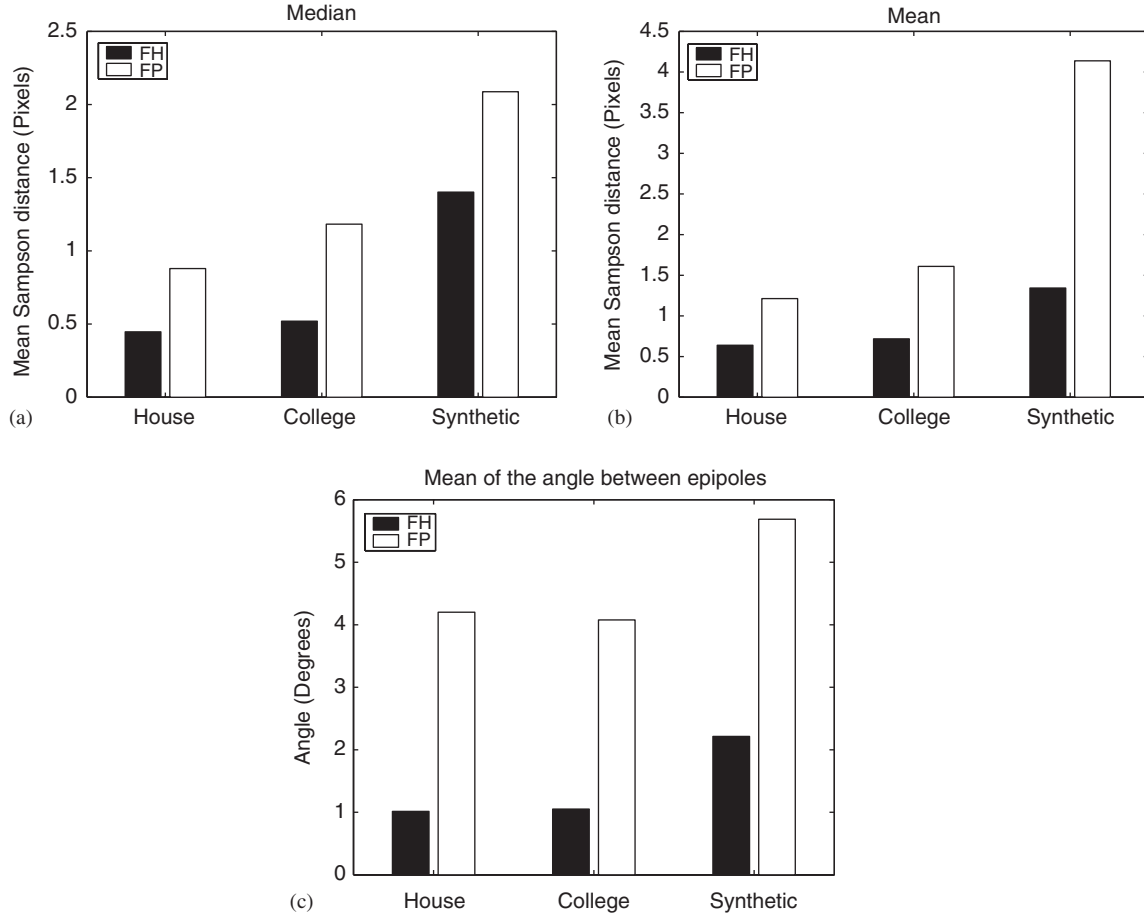 Median
Mean Sampson distance (Pixels)
2.5
2
1.5
1
0.5
0
FH
FP
House College Synthetic
(a)
Mean
Mean Sampson distance (Pixels)
4.5
4
3.5
3
2.5
2
1.5
1
0.5
0
FH
FP
House College Synthetic
(b)
Mean of the angle between epipoles
Angle (Degrees)
6
5
4
3
2
1
0
FH
FP
House College Synthetic
(c)